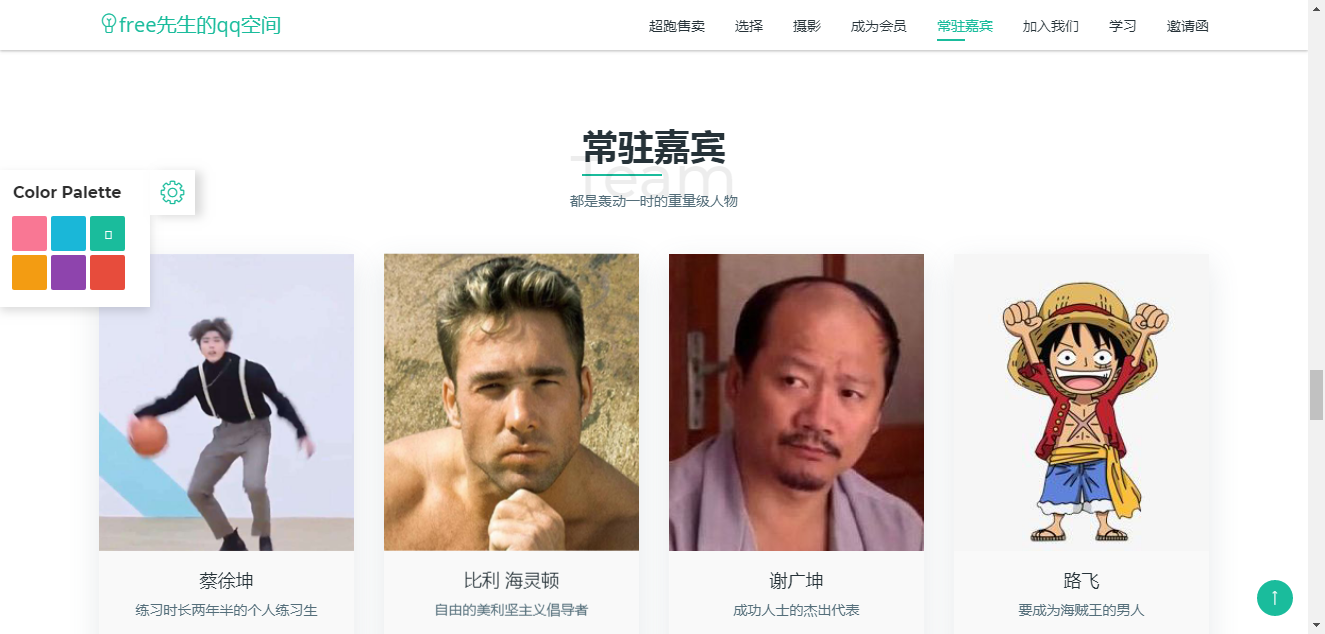 free先生的qq空间
超跑售卖 选择 摄影 成为会员 常驻嘉宾 加入我们 学习 邀请函
常驻嘉宾
Team
都是轰动一时的重量级人物
Color Palette
蔡徐坤
练习时长两年半的个人练习生
比利 海灵顿
自由的美利坚主义倡导者
谢广坤
成功人士的杰出代表
路飞
要成为海贼王的男人